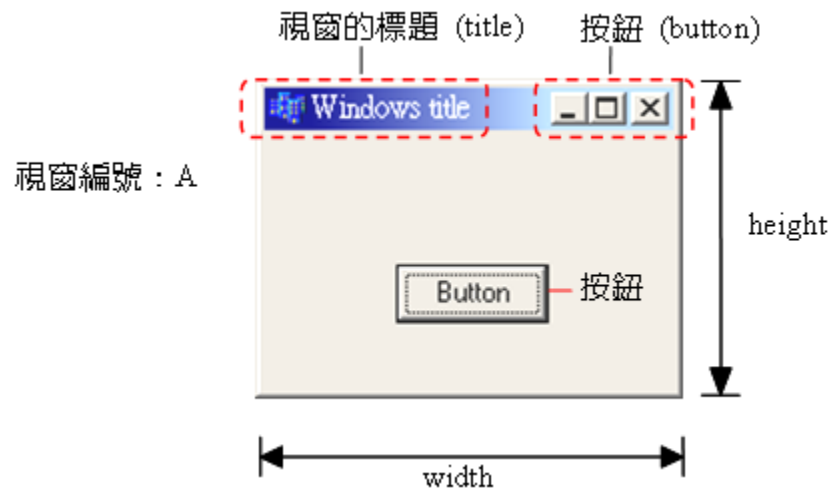 視窗的標題 (title)
按鈕 (button)
Windows title
視窗編號：A
height
Button
按鈕
width